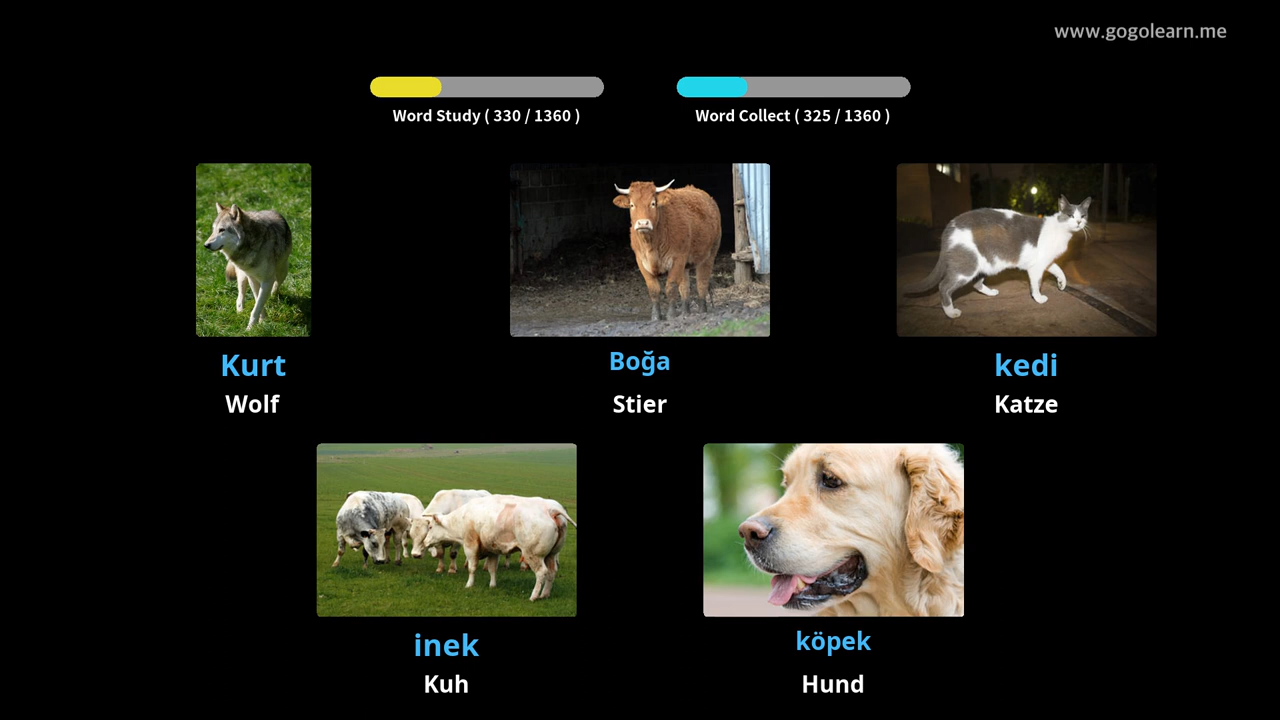 www.gogolearn.me
Word Study ( 330 / 1360 )
Word Collect ( 325 / 1360 )
Kurt
Wolf
Boğa
Stier
kedi
Katze
inek
Kuh
köpek
Hund